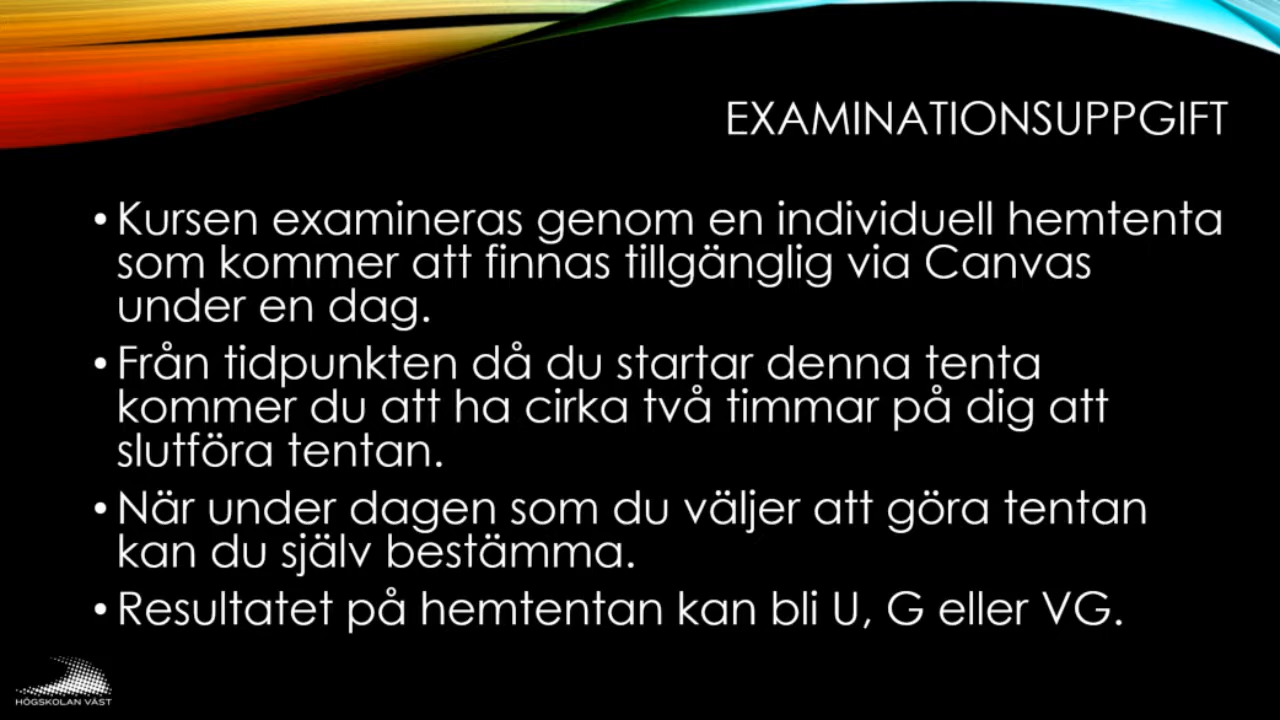 EXAMINATIONSUPPGIFT
• Kursen examineras genom en individuell hemtenta
som kommer att finnas tillgänglig via Canvas
under en dag.
• Från tidpunkten då du startar denna tenta
kommer du att ha cirka två timmar på dig att
slutföra tentan.
• När under dagen som du väljer att göra tentan
kan du själv bestämma.
• Resultatet på hemtentan kan bli U, G eller VG.
HÖGSKOLAN VÄST